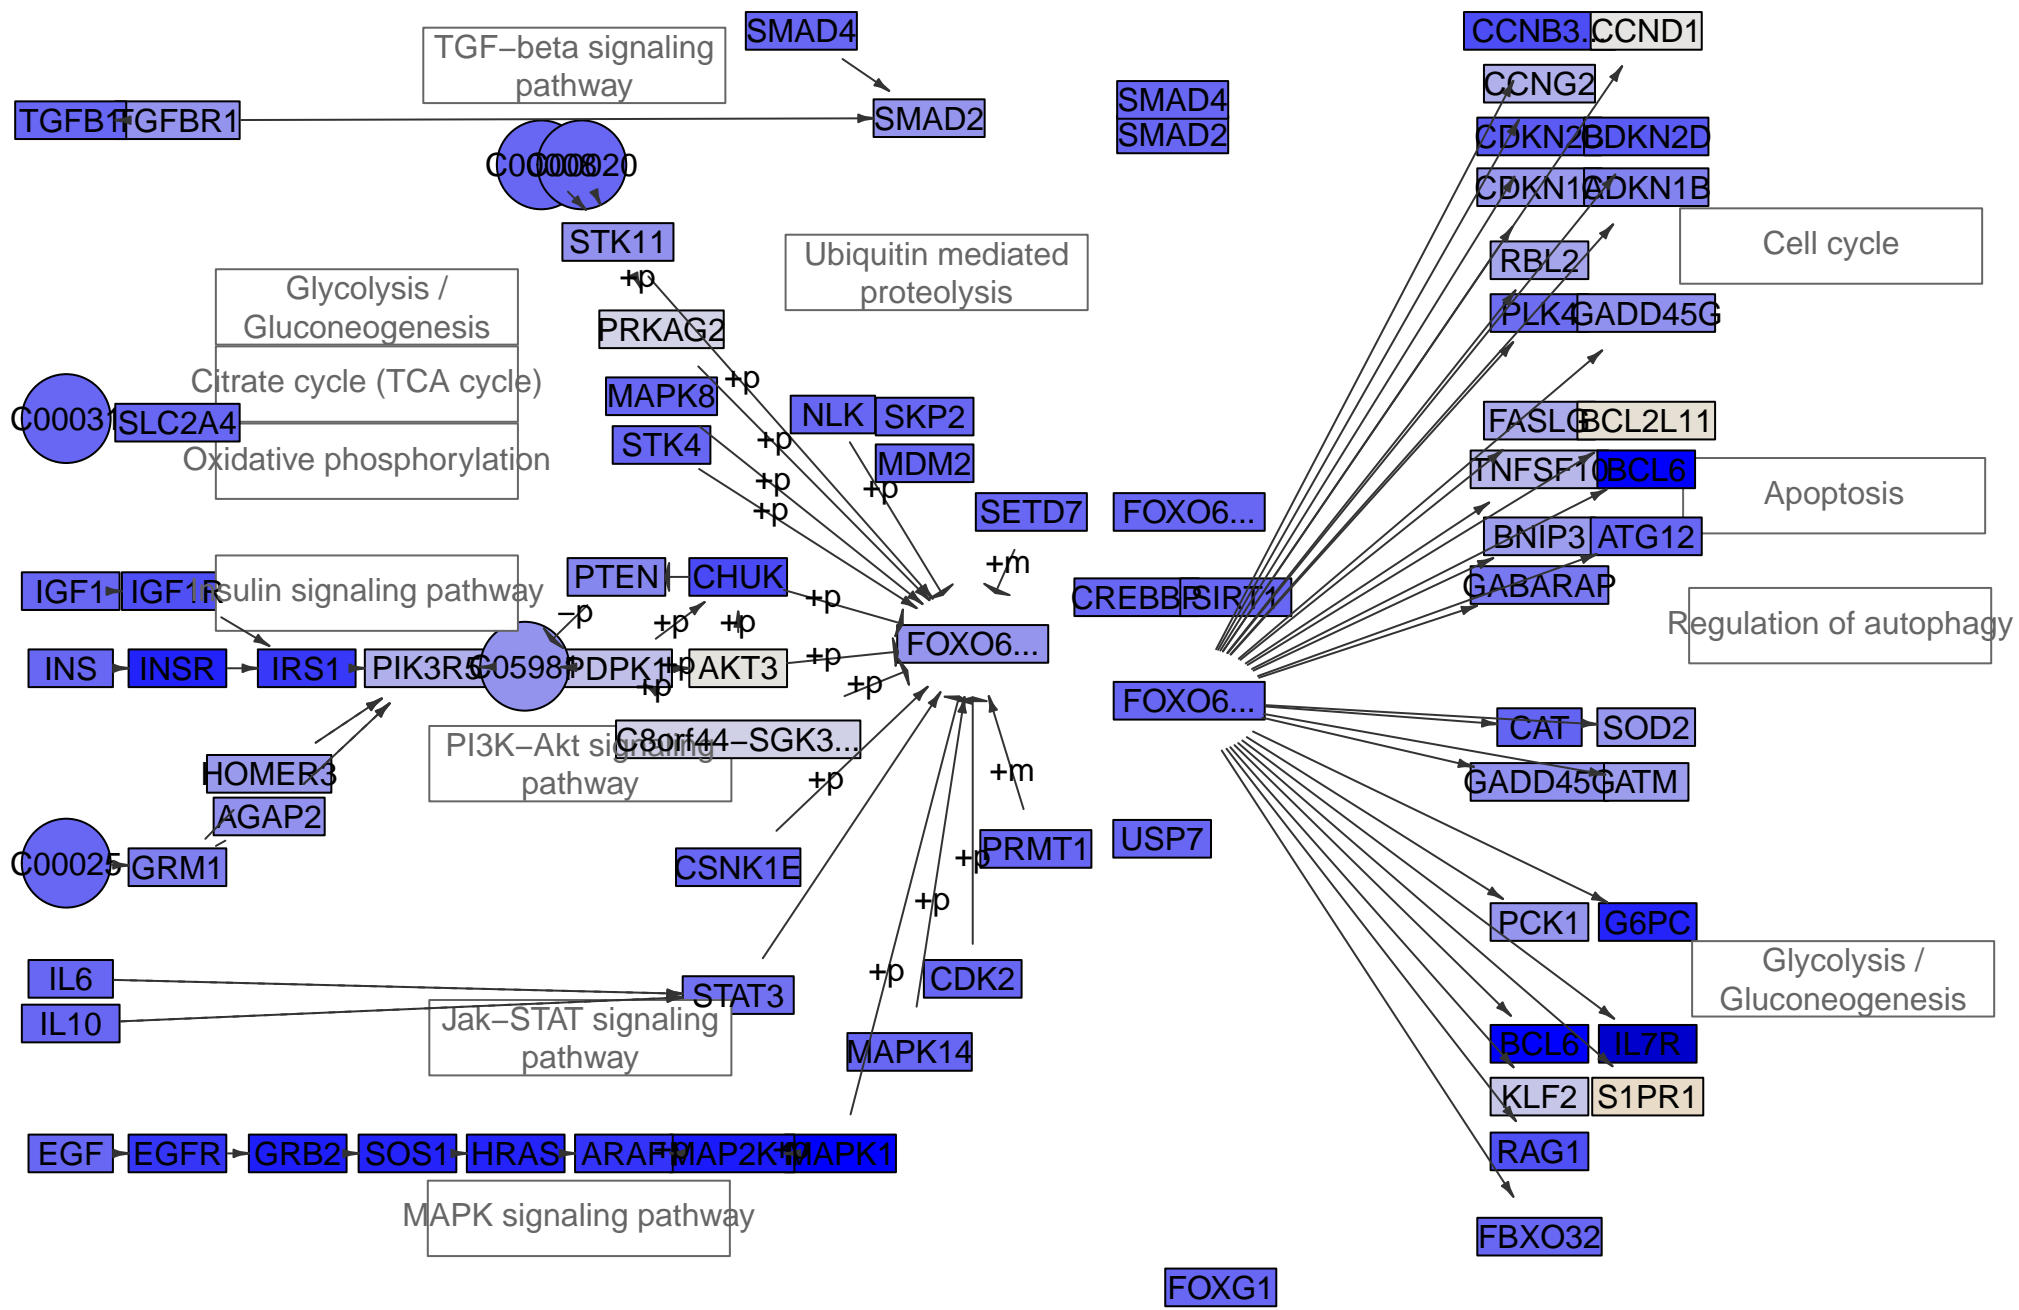 SMAD4
CCNB3...
CCND1
TGF−beta signaling
pathway
CCNG2
SMAD4
TGFB1
TGFBR1
SMAD2
SMAD2
CDKN2B
CDKN2D
C00020
CDKN1A
CDKN1B
STK11
Ubiquitin mediated
proteolysis
Cell cycle
RBL2
+p
Glycolysis /
Gluconeogenesis
PRKAG2
PLK4
GADD45G
Citrate cycle (TCA cycle)
+p
MAPK8
C00031
SLC2A4
NLK
SKP2
FASLG
BCL2L11
STK4
+p
Oxidative phosphorylation
MDM2
TNFSF10
BCL6
+p
+p
Apoptosis
+p
SETD7
FOXO6...
BNIP3
ATG12
+m
IGF1
IGF1R
Insulin signaling pathway
PTEN
CHUK
+p
CREBBP
SIRT1
GABARAP
−p
+p
+p
Regulation of autophagy
FOXO6...
INS
INSR
IRS1
PIK3R5
C05981
PDPK1
+p
AKT3
+p
+p
+p
FOXO6...
CAT
SOD2
C8orf44−SGK3...
PI3K−Akt signaling
pathway
HOMER3
+p
+m
GADD45G
ATM
AGAP2
C00025
GRM1
CSNK1E
+p
PRMT1
USP7
+p
PCK1
G6PC
IL6
+p
CDK2
Glycolysis /
Gluconeogenesis
STAT3
IL10
Jak−STAT signaling
pathway
MAPK14
BCL6
IL7R
KLF2
S1PR1
EGF
EGFR
GRB2
SOS1
HRAS
ARAF
+p
MAP2K1
+p
MAPK1
RAG1
MAPK signaling pathway
FBXO32
FOXG1